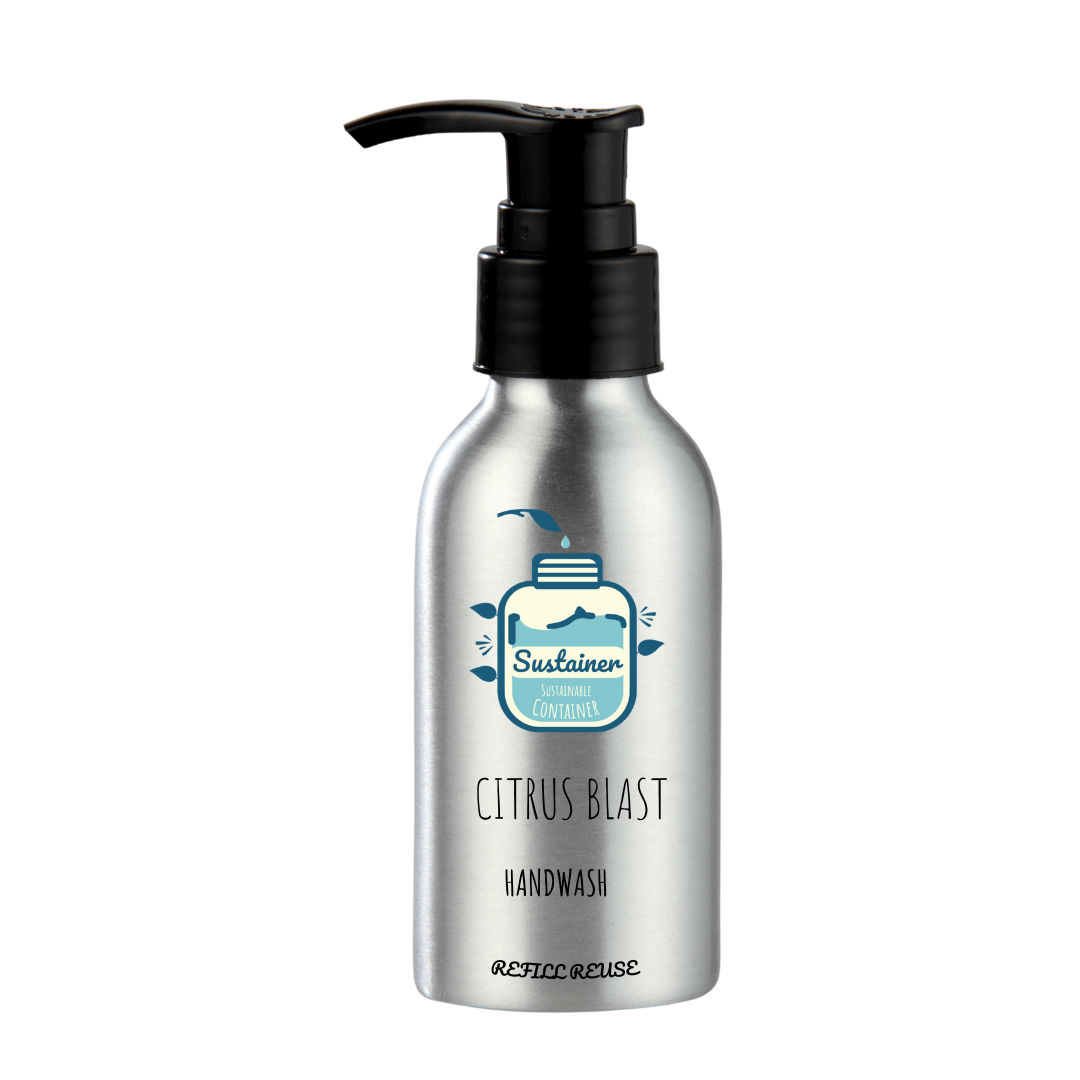 Sustainer
SUSTAINABLE
CONTAINER
CITRUS BLAST
HANDWASH
REFILL REUSE